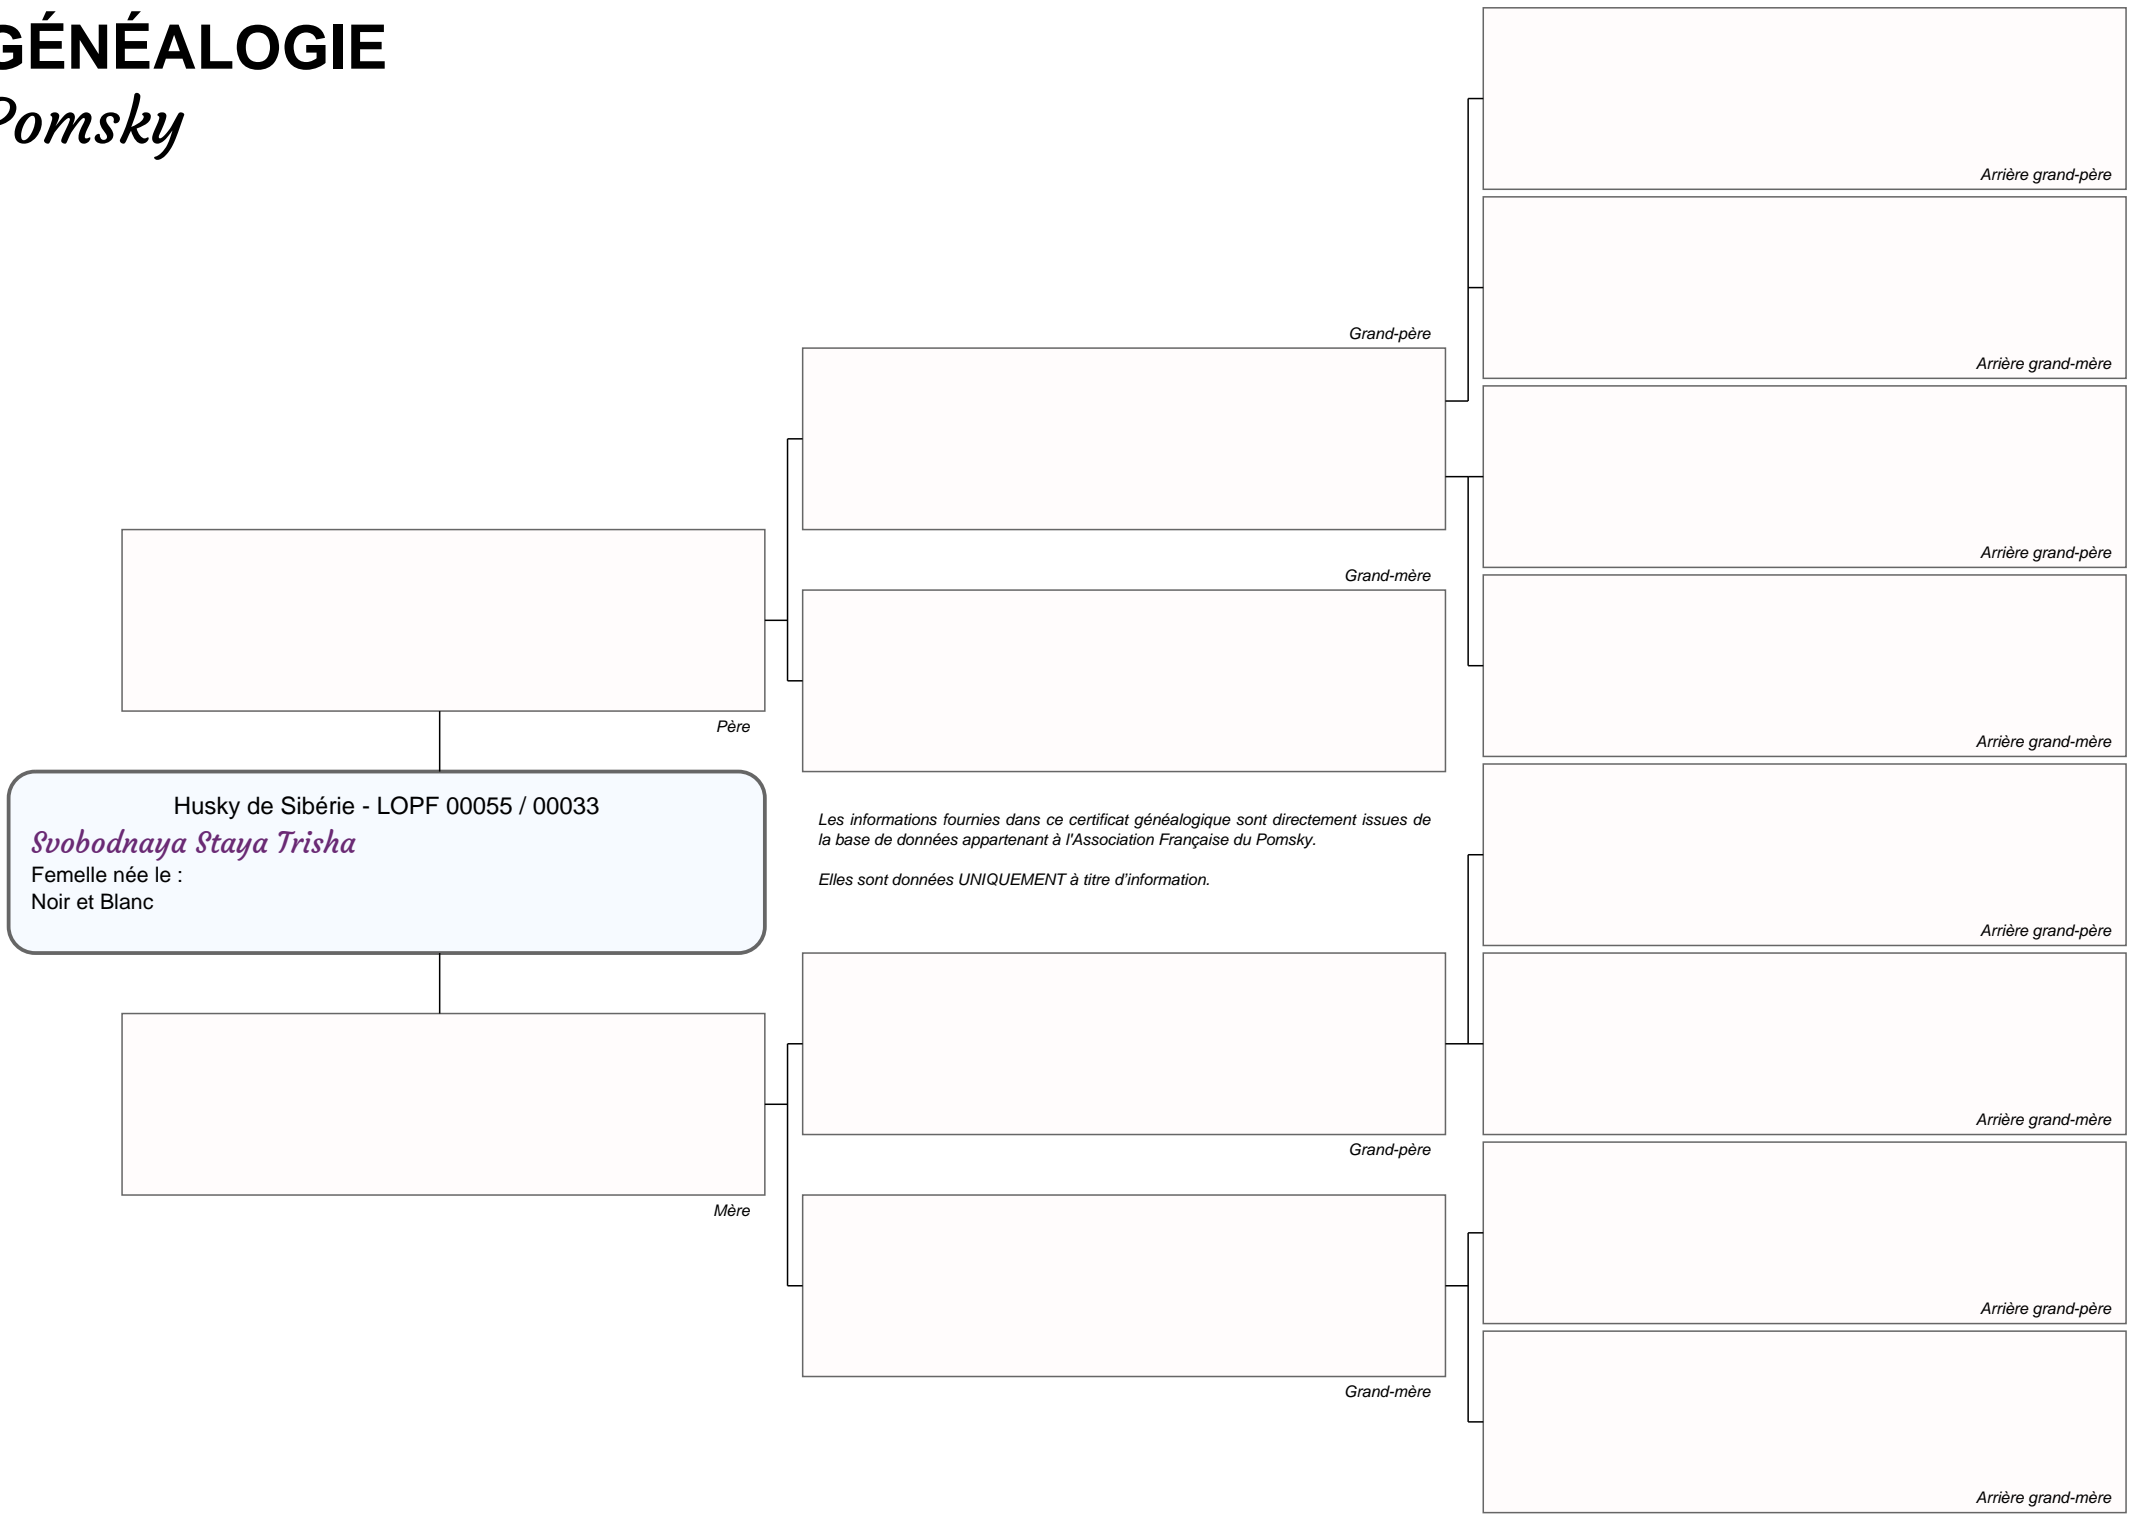 GÉNÉALOGIE
Pomsky
Arrière grand-père
Arrière grand-mère
Grand-père
Arrière grand-père
Grand-mère
Arrière grand-mère
Père
Husky de Sibérie - LOPF 00055 / 00033
Svobodnaya Staya Trisha
Femelle née le :
Noir et Blanc
Les informations fournies dans ce certificat généalogique sont directement issues de
la base de données appartenant à l'Association Française du Pomsky.
Elles sont données UNIQUEMENT à titre d’information.
Arrière grand-père
Arrière grand-mère
Grand-père
Mère
Arrière grand-père
Grand-mère
Arrière grand-mère